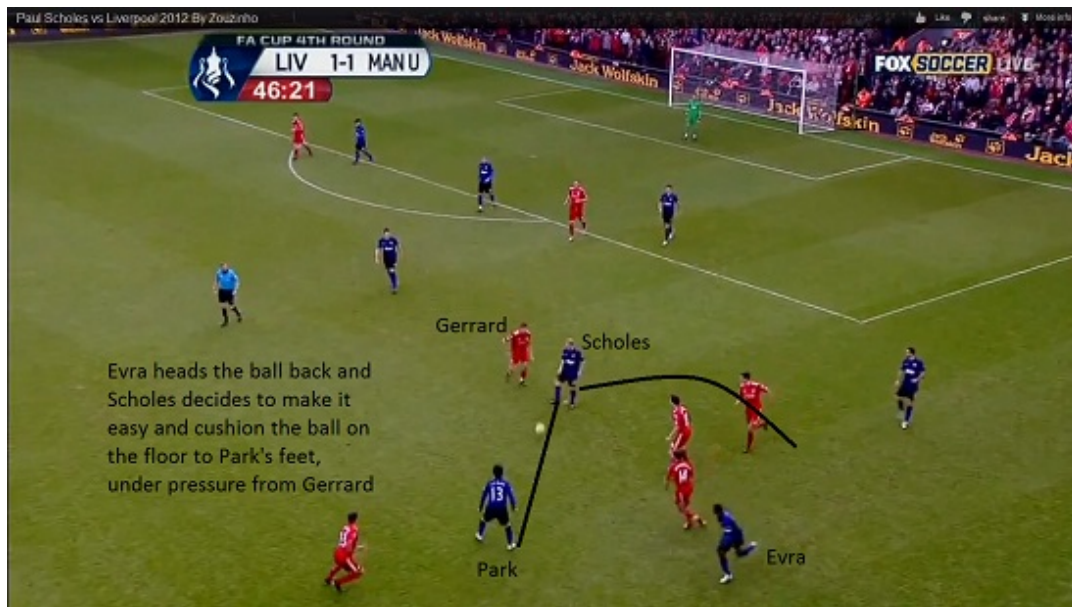 Paul Scholes vs Liverpool 2012 By Zouzinho
Like share More info
FA CUP 4TH ROUND
LIV 1-1 MAN U
46:21
FOX SOCCER LIVE
Jack Wolfskin
Jack Wolfskin
Jack Wolfskin
Jack
Gerrard
Scholes
Evra heads the ball back and
Scholes decides to make it
easy and cushion the ball on
the floor to Park's feet,
under pressure from Gerrard
13
14
Park
Evra